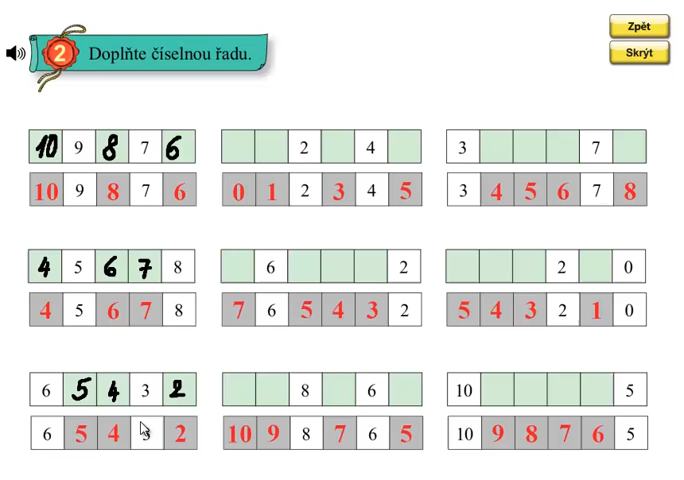 Zpět
2 Doplňte číselnou řadu.
Skrýt
10 9 8 7 6
2 4
3 7
10 9 8 7 6
0 1 2 3 4 5
3 4 5 6 7 8
4 5 6 7 8
6 2
2 0
4 5 6 7 8
7 6 5 4 3 2
5 4 3 2 1 0
6 5 4 3 2
8 6
10 5
6 5 4 3 2
10 9 8 7 6 5
10 9 8 7 6 5